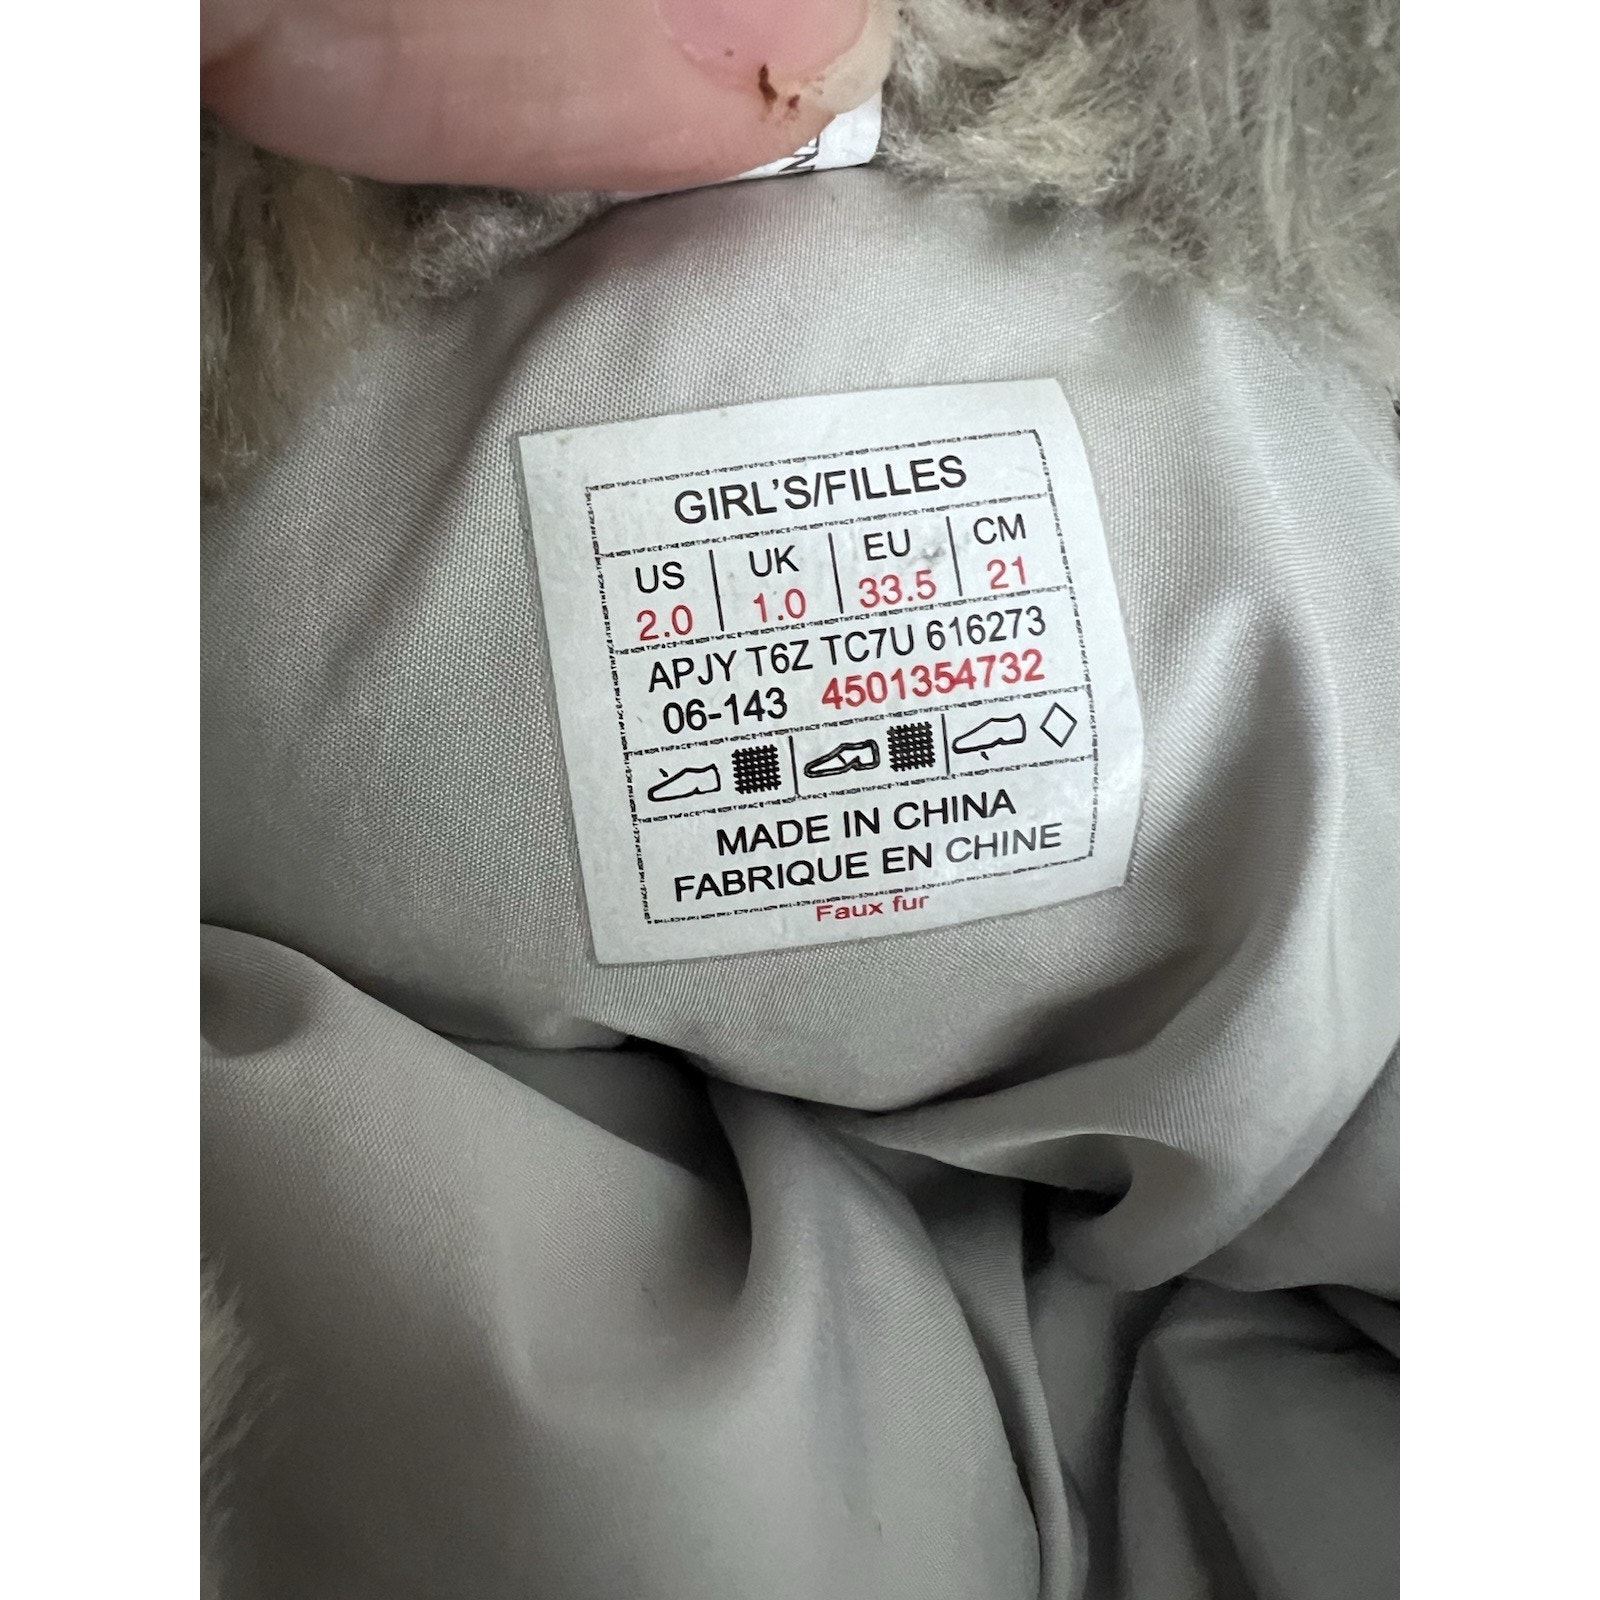 GIRL'S/FILLES
US UK EU CM
2.0 1.0 33.5 21
APJY T6Z TC7U 616273
06-143 4501354732
MADE IN CHINA
FABRIQUE EN CHINE
Faux fur